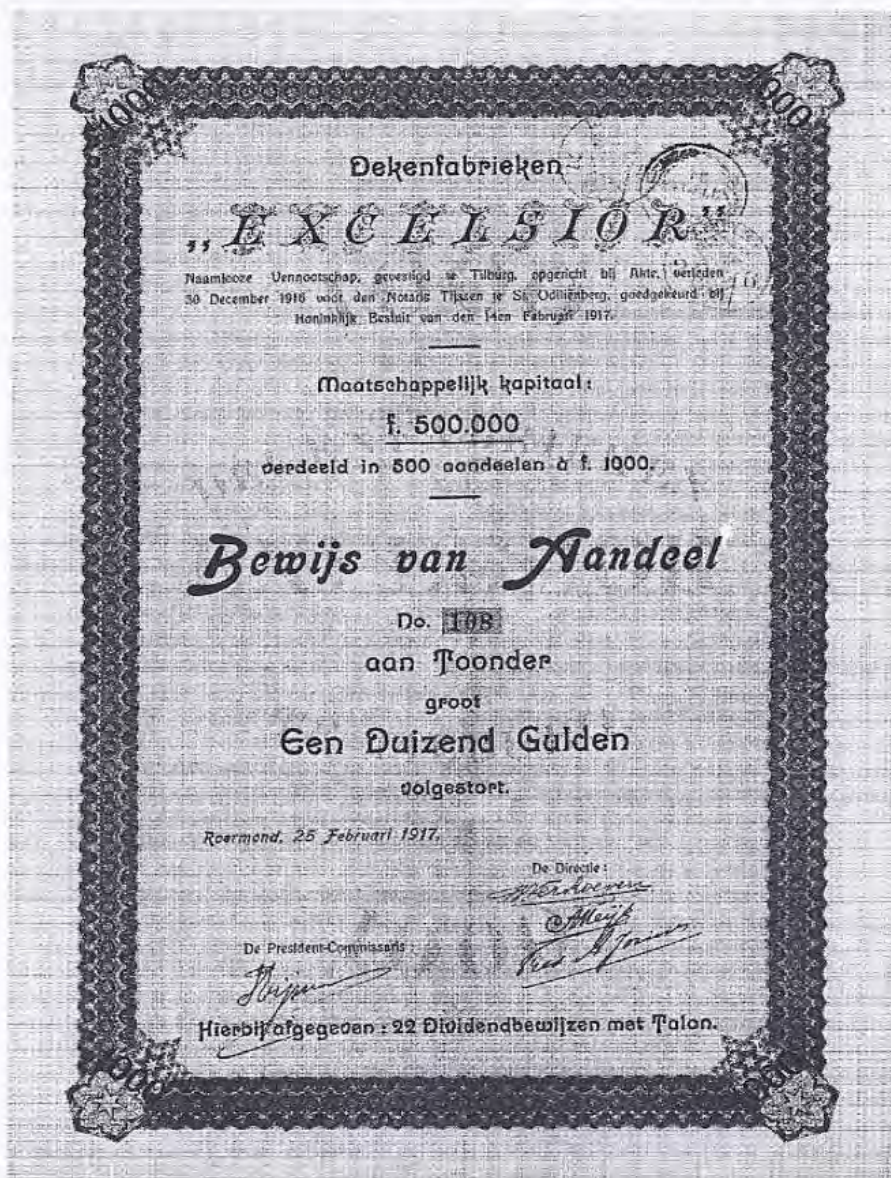 Dekenfabrieken
„EXCELSIOR”
Naamlooze Vennootschap, gevestigd te Tilburg, opgericht bij Akte, verleden
30 December 1916 voor den Notaris Tijssen te St. Odiliënberg, goedgekeurd bij
Koninklijk Besluit van den 14en Februari 1917.
Maatschappelijk kapitaal:
f. 500.000
verdeeld in 500 aandeelen à f. 1000.
Bewijs van Aandeel
No. 108
aan Toonder
groot
Een Duizend Gulden
volgestort.
Roermond, 25 Februari 1917.
De Directie:
De President-Commissaris:
Hierbij afgegeven: 22 Dividendbewijzen met Talon.